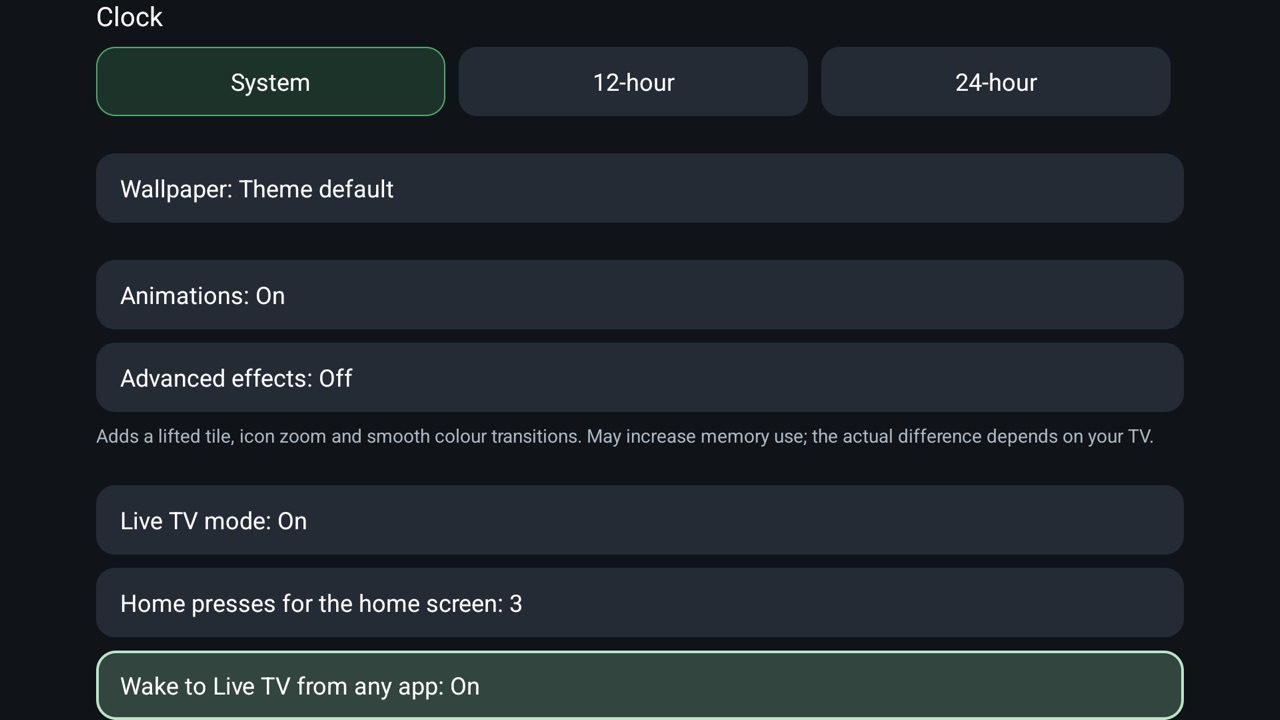 Clock
System
12-hour
24-hour
Wallpaper: Theme default
Animations: On
Advanced effects: Off
Adds a lifted tile, icon zoom and smooth colour transitions. May increase memory use; the actual difference depends on your TV.
Live TV mode: On
Home presses for the home screen: 3
Wake to Live TV from any app: On